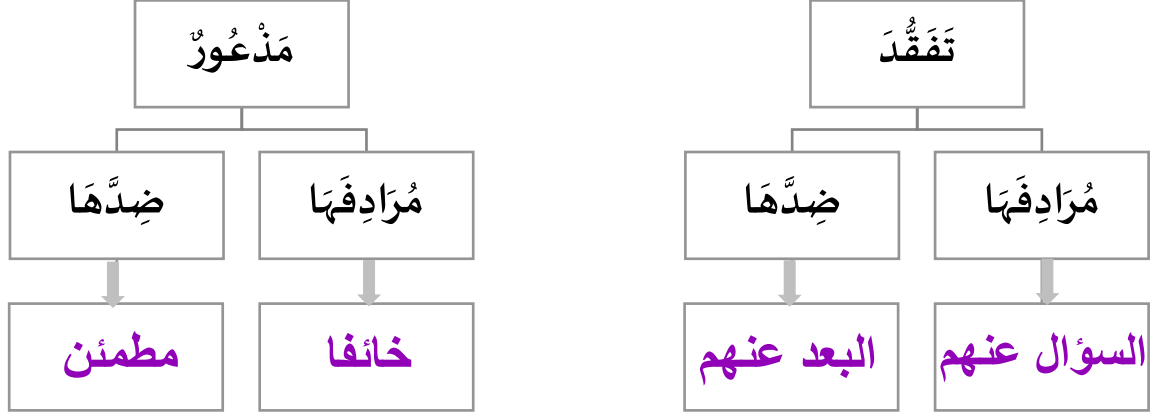 تَفَقُّدَ
مَذْعُورٌ
مُرَادِفَهَا
ضِدَّهَا
مُرَادِفَهَا
ضِدَّهَا
السؤال عنهم
البعد عنهم
خائفا
مطمئن